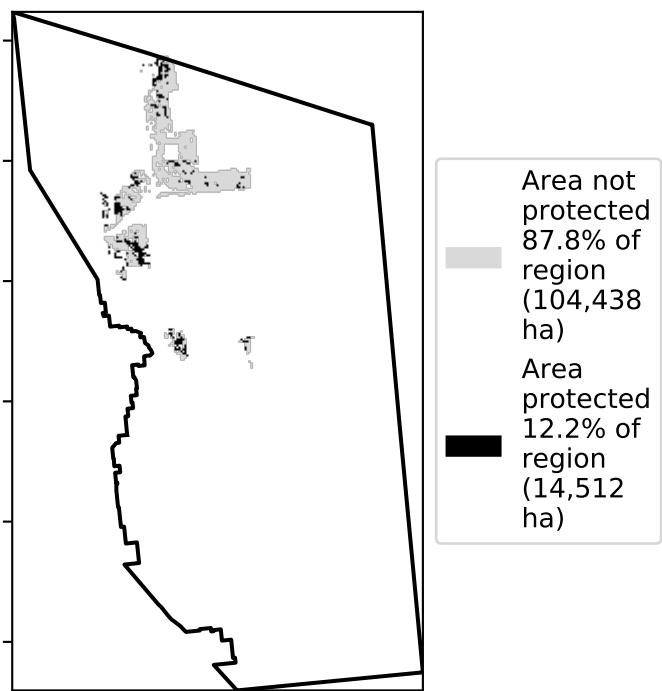 Area not
protected
87.8% of
region
(104,438
ha)
Area
protected
12.2% of
region
(14,512
ha)